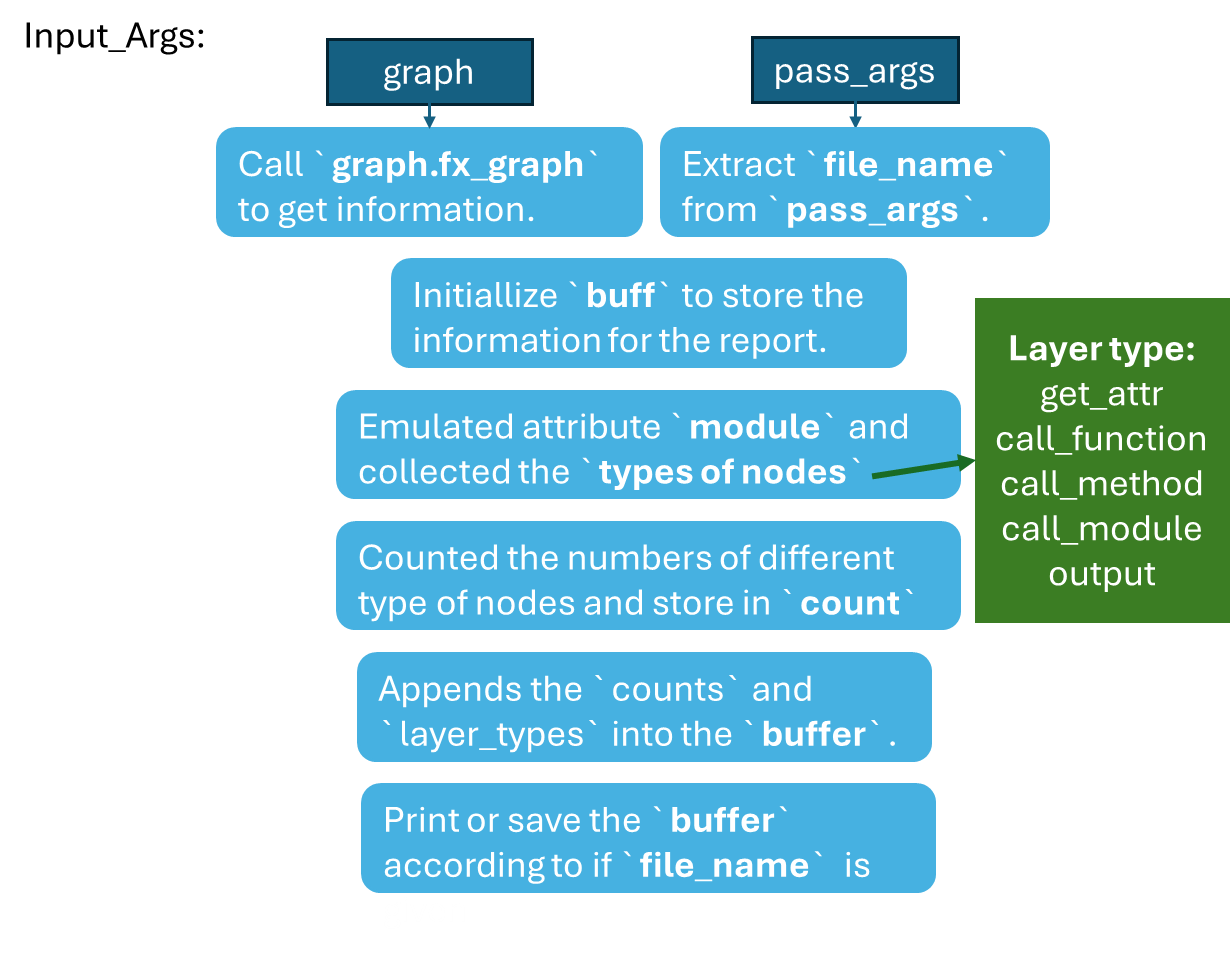 Input_Args:
graph
pass_args
Call `graph.fx_graph`
to get information.
Extract `file_name`
from `pass_args`.
Initiallize `buff` to store the
information for the report.
Emulated attribute `module` and
collected the `types of nodes`
Layer type:
get_attr
call_function
call_method
call_module
output
Counted the numbers of different
type of nodes and store in `count`
Appends the `counts` and
`layer_types` into the `buffer`.
Print or save the `buffer`
according to if `file_name` is